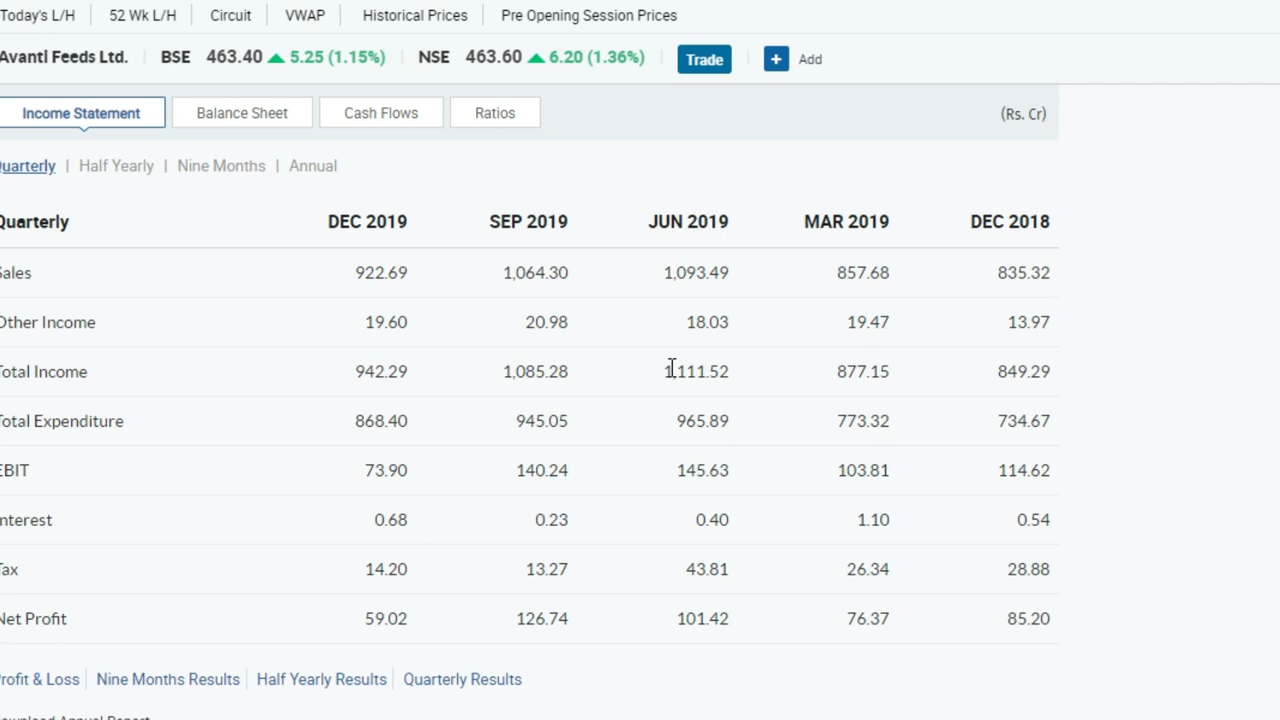 Today's L/H 52 Wk L/H Circuit VWAP Historical Prices Pre Opening Session Prices
Avanti Feeds Ltd. BSE 463.40 5.25 (1.15%) NSE 463.60 6.20 (1.36%) Trade + Add
Income Statement Balance Sheet Cash Flows Ratios (Rs. Cr)
Quarterly | Half Yearly | Nine Months | Annual
Quarterly DEC 2019 SEP 2019 JUN 2019 MAR 2019 DEC 2018
Sales 922.69 1,064.30 1,093.49 857.68 835.32
Other Income 19.60 20.98 18.03 19.47 13.97
Total Income 942.29 1,085.28 1,111.52 877.15 849.29
Total Expenditure 868.40 945.05 965.89 773.32 734.67
EBIT 73.90 140.24 145.63 103.81 114.62
Interest 0.68 0.23 0.40 1.10 0.54
Tax 14.20 13.27 43.81 26.34 28.88
Net Profit 59.02 126.74 101.42 76.37 85.20
Profit & Loss Nine Months Results Half Yearly Results Quarterly Results
Download Annual Report